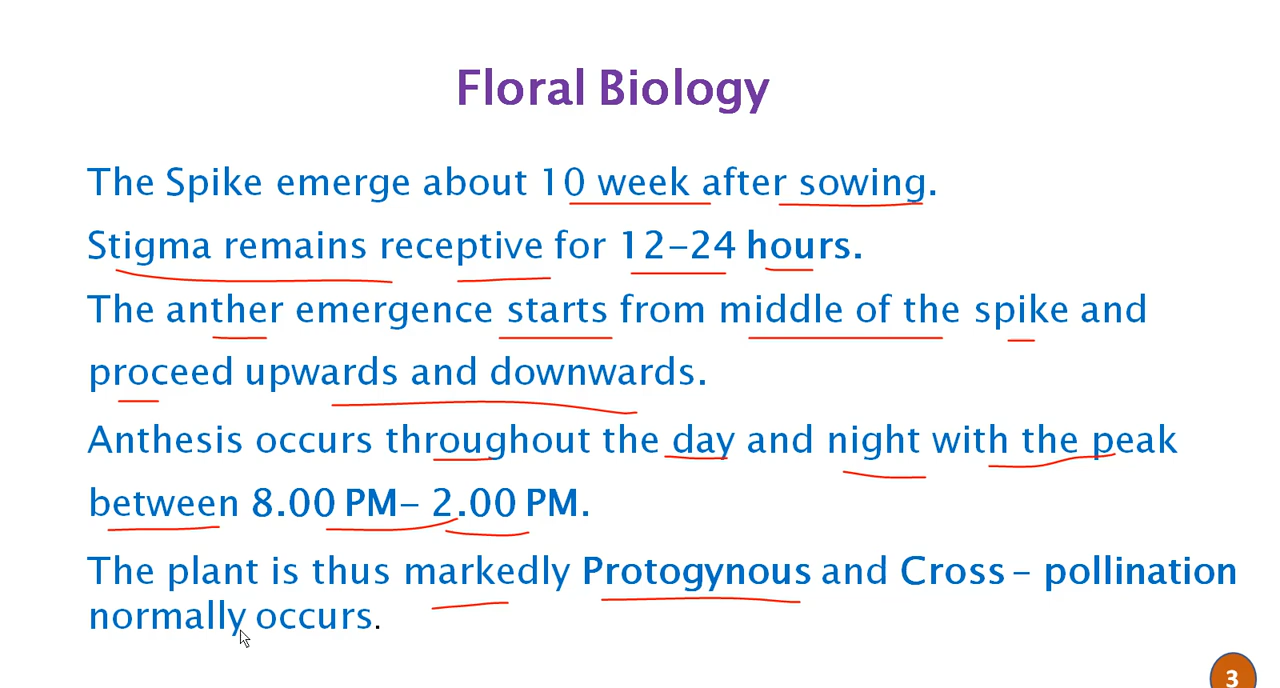 Floral Biology
The Spike emerge about 10 week after sowing.
Stigma remains receptive for 12-24 hours.
The anther emergence starts from middle of the spike and
proceed upwards and downwards.
Anthesis occurs throughout the day and night with the peak
between 8.00 PM- 2.00 PM.
The plant is thus markedly Protogynous and Cross - pollination
normally occurs.
3